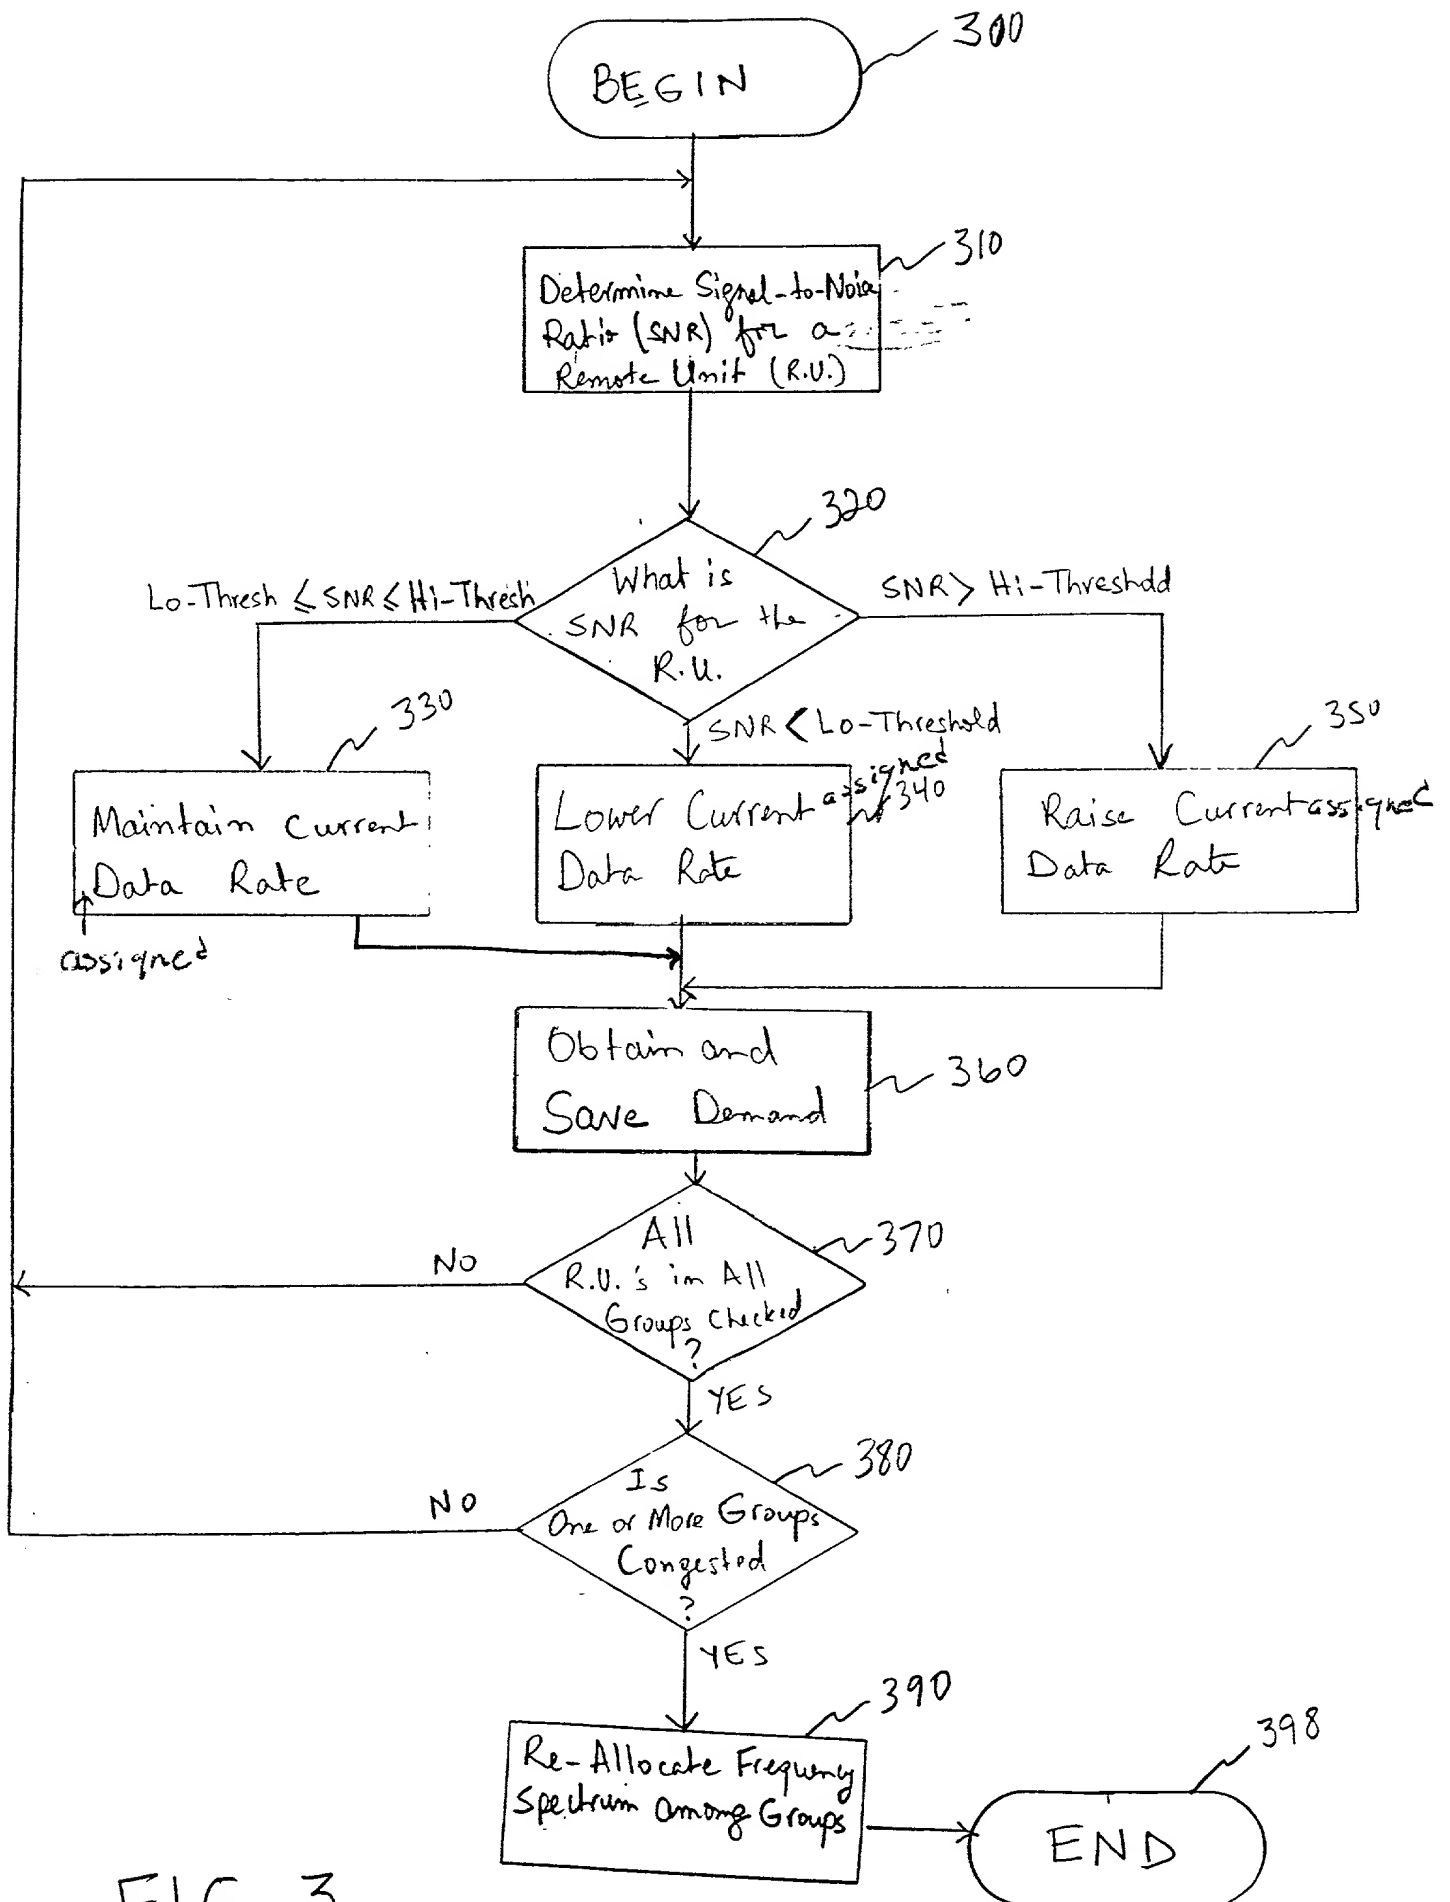 300
BEGIN
310
Determine Signal-to-Noise
Ratio (SNR) for a
Remote Unit (R.U.)
320
What is
SNR for the
R.U.
Lo-Thresh ≤ SNR ≤ Hi-Thresh
SNR > Hi-Threshold
SNR < Lo-Threshold
330
Maintain Current
Data Rate
assigned
assigned
340
Lower Current
Data Rate
350
Raise Current assigned
Data Rate
Obtain and
Save Demand
360
370
All
R.U.'s in All
Groups Checked
?
NO
YES
380
Is
One or More Groups
Congested
?
NO
YES
390
Re-Allocate Frequency
Spectrum among Groups
398
END
FIG. 3